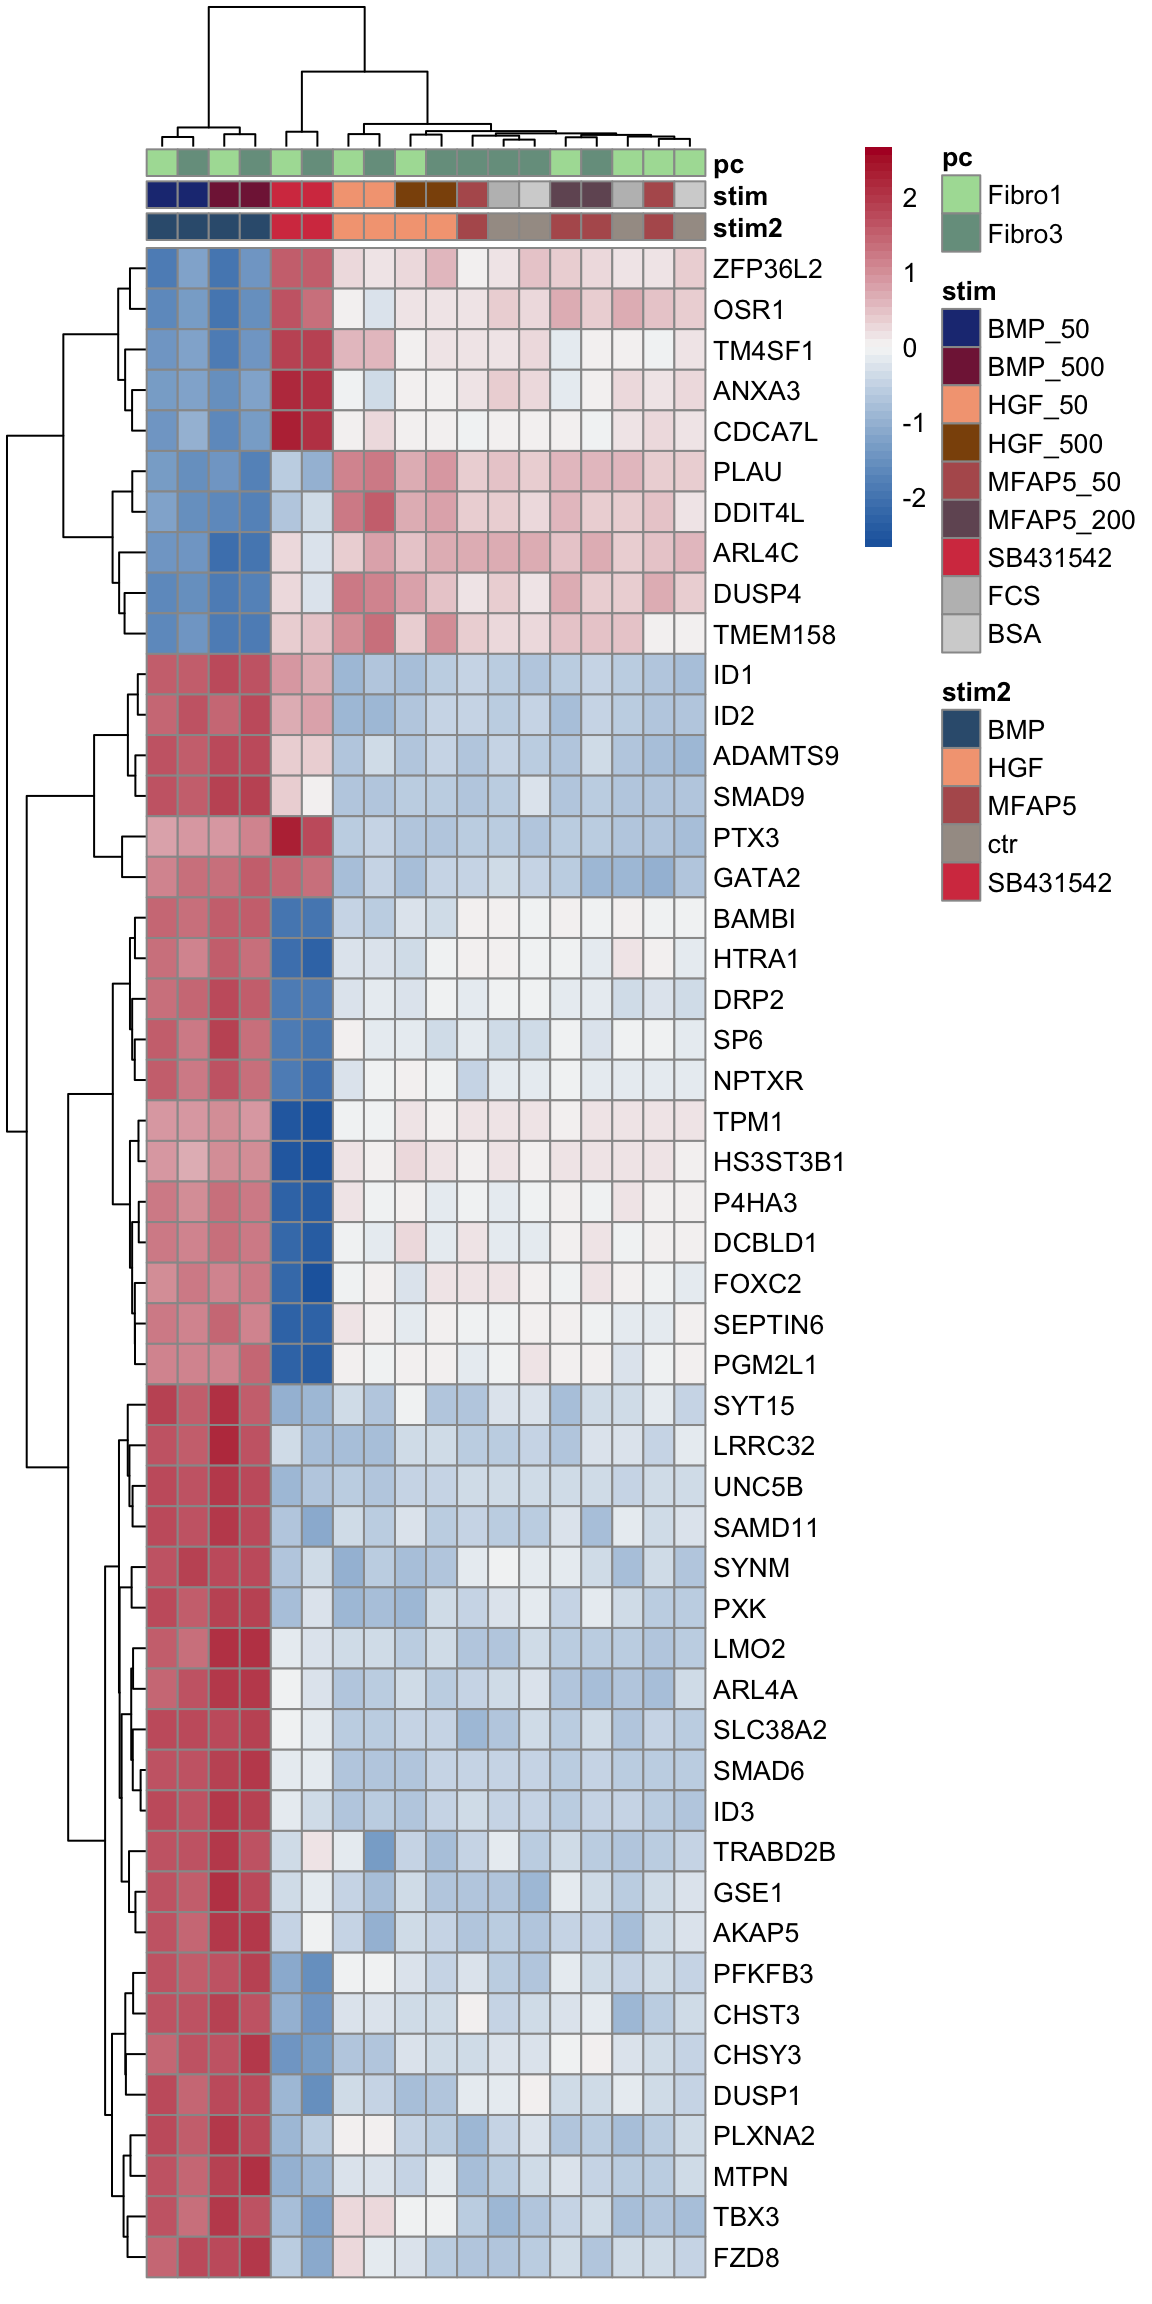 pc
stim
stim2
ZFP36L2
OSR1
TM4SF1
ANXA3
CDCA7L
PLAU
DDIT4L
ARL4C
DUSP4
TMEM158
ID1
ID2
ADAMTS9
SMAD9
PTX3
GATA2
BAMBI
HTRA1
DRP2
SP6
NPTXR
TPM1
HS3ST3B1
P4HA3
DCBLD1
FOXC2
SEPTIN6
PGM2L1
SYT15
LRRC32
UNC5B
SAMD11
SYNM
PXK
LMO2
ARL4A
SLC38A2
SMAD6
ID3
TRABD2B
GSE1
AKAP5
PFKFB3
CHST3
CHSY3
DUSP1
PLXNA2
MTPN
TBX3
FZD8
2
1
0
-1
-2
pc
Fibro1
Fibro3
stim
BMP_50
BMP_500
HGF_50
HGF_500
MFAP5_50
MFAP5_200
SB431542
FCS
BSA
stim2
BMP
HGF
MFAP5
ctr
SB431542